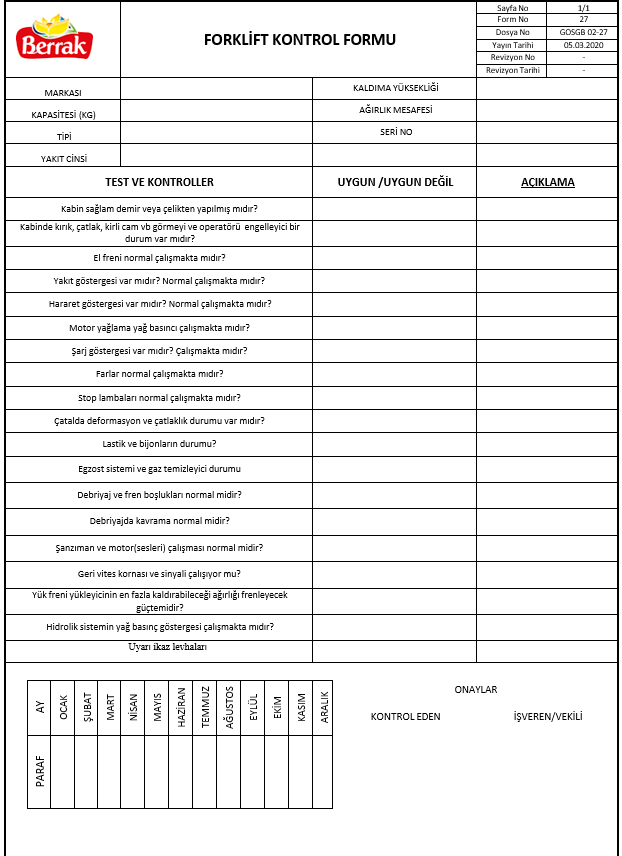 Berrak
FORKLİFT KONTROL FORMU
Sayfa No 1/1
Form No 27
Dosya No GOSGB 02-27
Yayın Tarihi 05.03.2020
Revizyon No -
Revizyon Tarihi -
MARKASI KALDIMA YÜKSEKLİĞİ
KAPASİTESİ (KG) AĞIRLIK MESAFESİ
TİPİ SERİ NO
YAKIT CİNSİ
TEST VE KONTROLLER UYGUN /UYGUN DEĞİL AÇIKLAMA
Kabin sağlam demir veya çelikten yapılmış mıdır?
Kabinde kırık, çatlak, kirli cam vb görmeyi ve operatörü engelleyici bir
durum var mıdır?
El freni normal çalışmakta mıdır?
Yakıt göstergesi var mıdır? Normal çalışmakta mıdır?
Hararet göstergesi var mıdır? Normal çalışmakta mıdır?
Motor yağlama yağ basıncı çalışmakta mıdır?
Şarj göstergesi var mıdır? Çalışmakta mıdır?
Farlar normal çalışmakta mıdır?
Stop lambaları normal çalışmakta mıdır?
Çatalda deformasyon ve çatlaklık durumu var mıdır?
Lastik ve bijonların durumu?
Egzost sistemi ve gaz temizleyici durumu
Debriyaj ve fren boşlukları normal midir?
Debriyajda kavrama normal midir?
Şanzıman ve motor(sesleri) çalışması normal midir?
Geri vites kornası ve sinyali çalışıyor mu?
Yük freni yükleyicinin en fazla kaldırabileceği ağırlığı frenleyecek
güçtemidir?
Hidrolik sistemin yağ basınç göstergesi çalışmakta mıdır?
Uyarı ikaz levhaları
AY OCAK ŞUBAT MART NİSAN MAYIS HAZİRAN TEMMUZ AĞUSTOS EYLÜL EKİM KASIM ARALIK
PARAF
ONAYLAR
KONTROL EDEN İŞVEREN/VEKİLİ